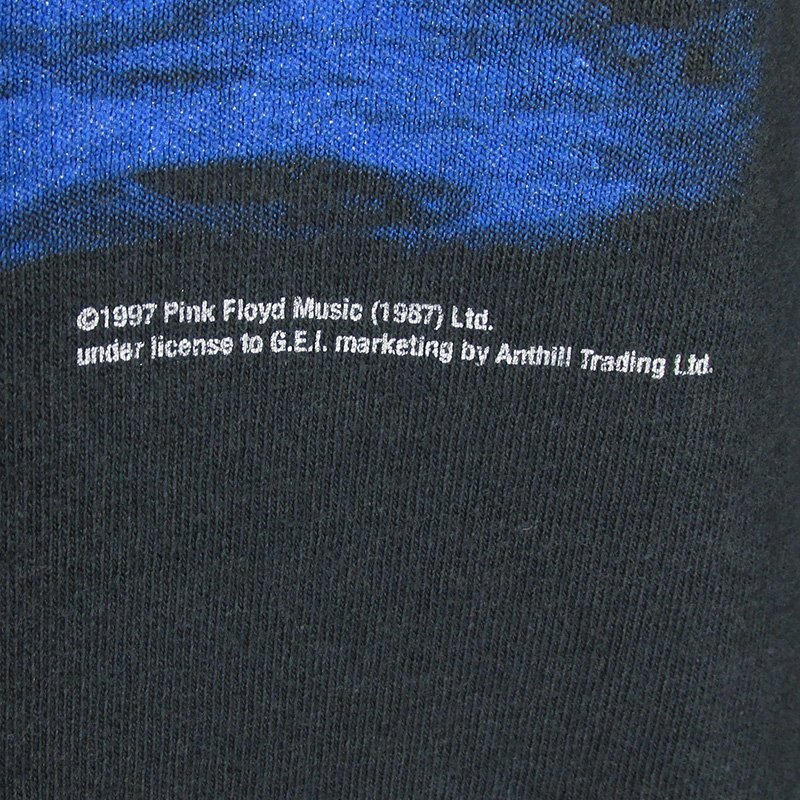 ©1997 Pink Floyd Music (1987) Ltd.
under license to G.E.I. marketing by Anthill Trading Ltd.